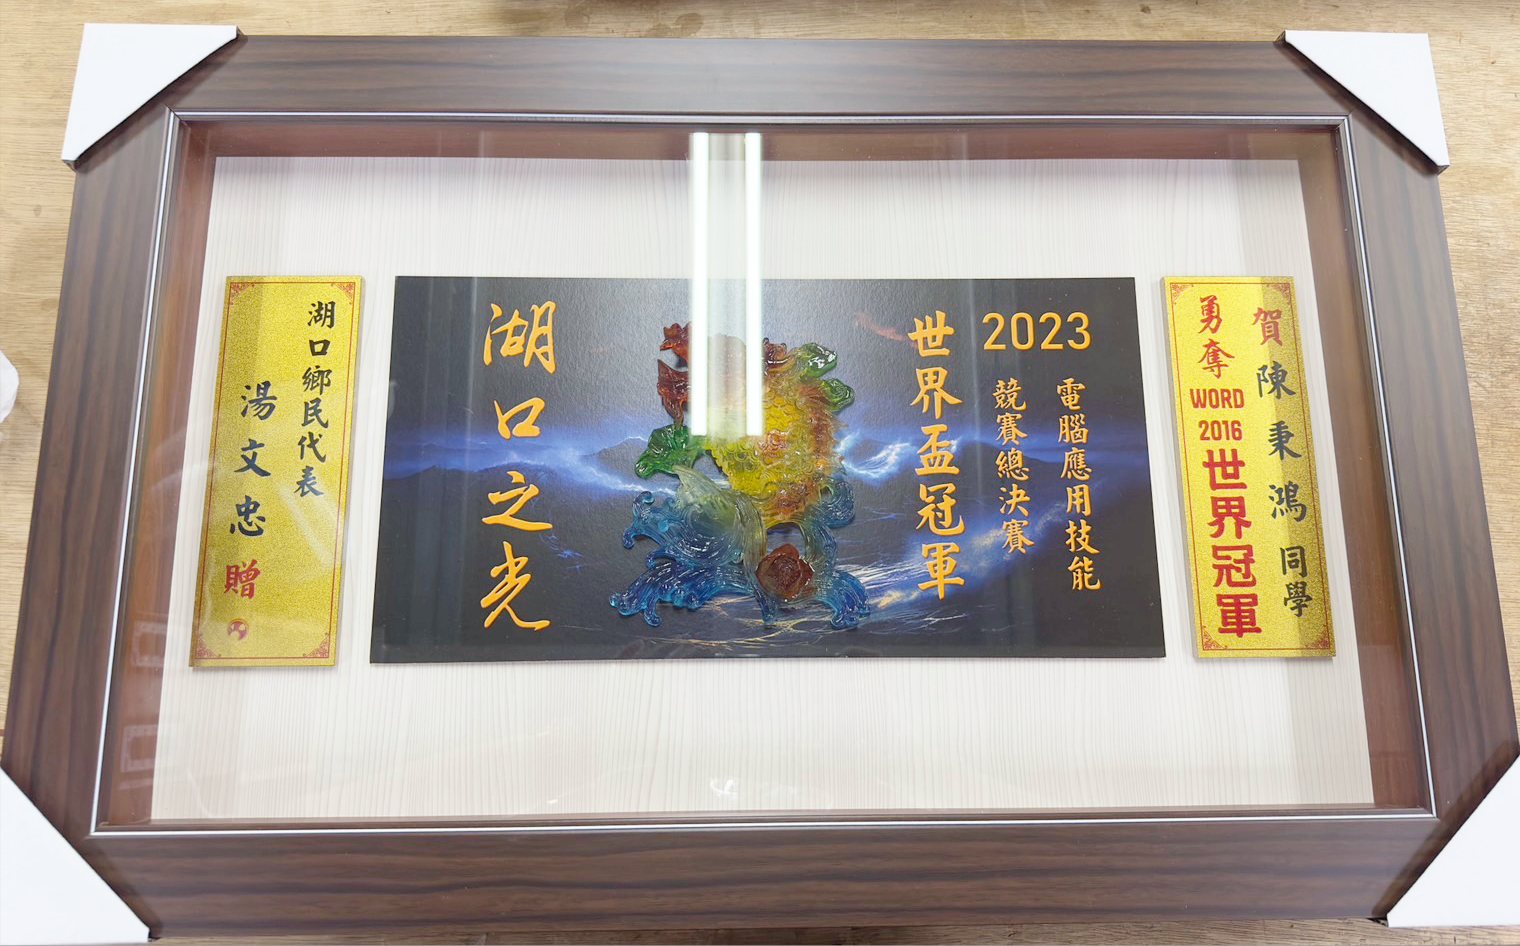 賀 陳秉鴻 同學
勇奪
WORD
2016
世界冠軍
2023
電腦應用技能
競賽總決賽
世界盃冠軍
湖口之光
湖口鄉民代表
湯文忠 贈